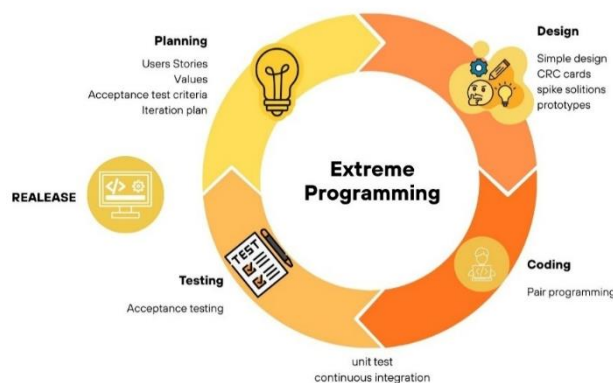 Planning
Users Stories
Values
Acceptance test criteria
Iteration plan
Design
Simple design
CRC cards
spike solitions
prototypes
Extreme
Programming
REALEASE
</>
TEST
Testing
Acceptance testing
Coding
Pair programming
</>
unit test
continuous integration